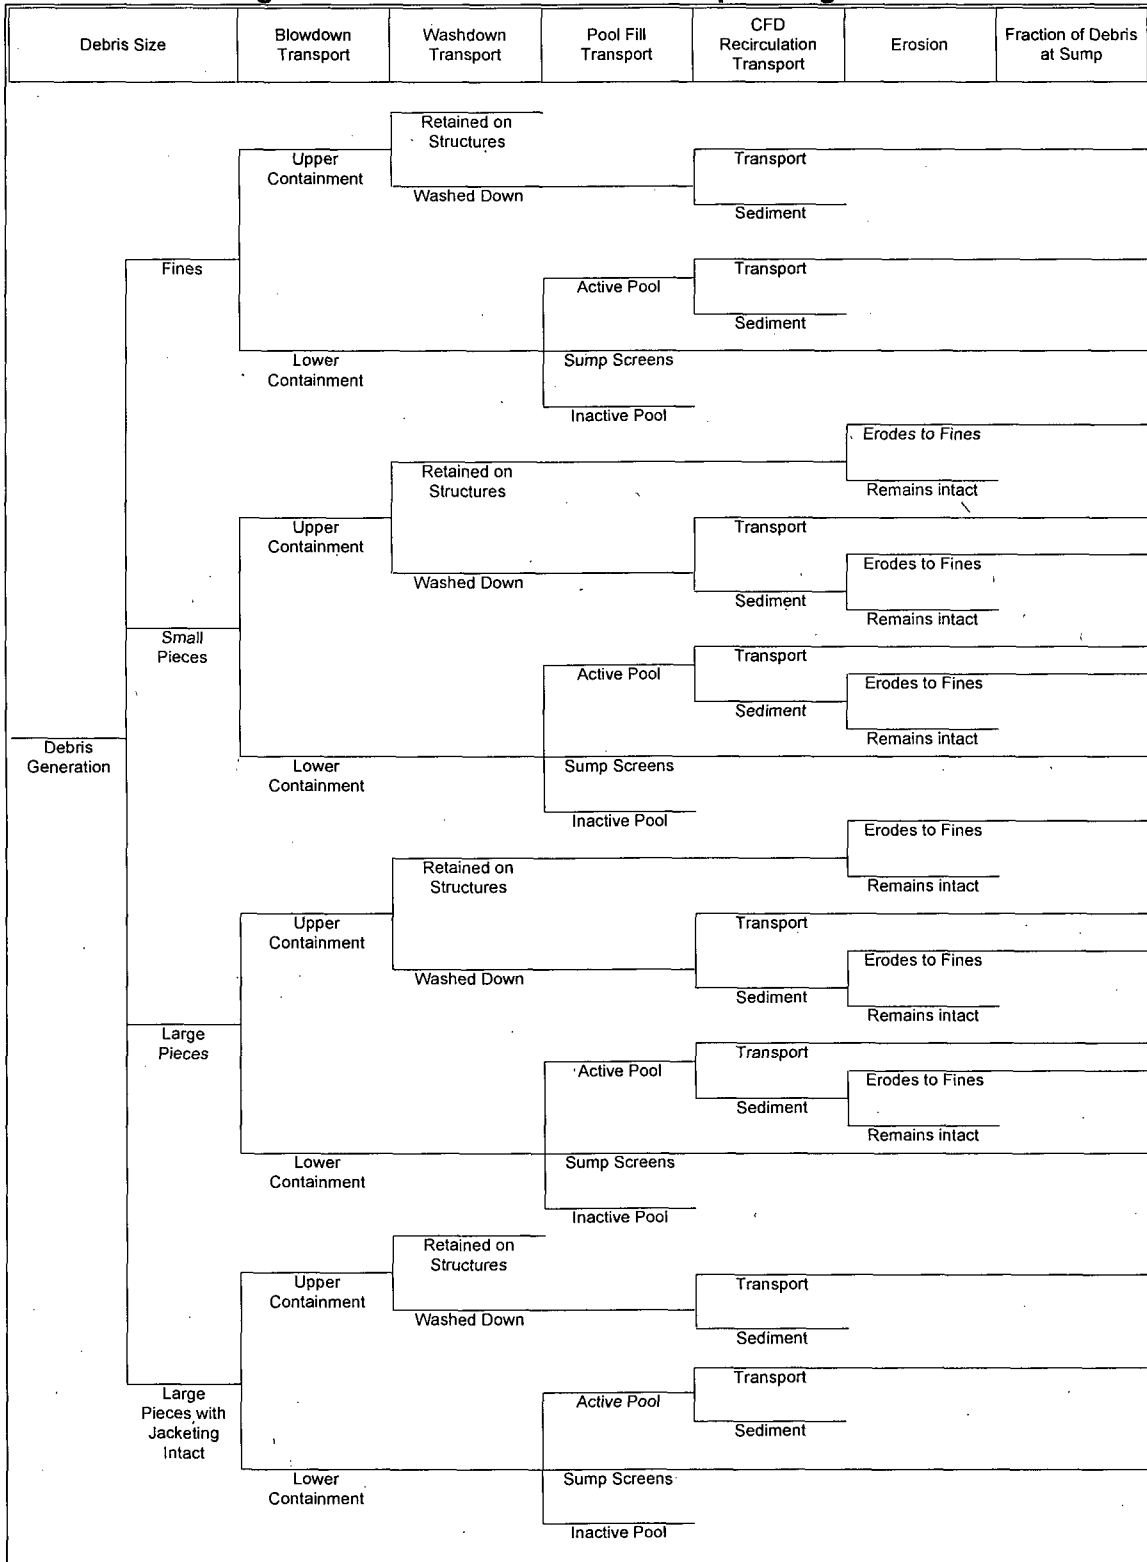 Debris Size
Blowdown
Transport
Washdown
Transport
Pool Fill
Transport
CFD
Recirculation
Transport
Erosion
Fraction of Debris
at Sump
Retained on
Structures
Upper
Containment
Transport
Washed Down
Sediment
Fines
Transport
Active Pool
Sediment
Lower
Containment
Sump Screens
Inactive Pool
Erodes to Fines
Retained on
Structures
Remains intact
Upper
Containment
Transport
Erodes to Fines
Washed Down
Sediment
Remains intact
Small
Pieces
Transport
Active Pool
Erodes to Fines
Sediment
Remains intact
Debris
Generation
Lower
Containment
Sump Screens
Inactive Pool
Erodes to Fines
Retained on
Structures
Remains intact
Upper
Containment
Transport
Erodes to Fines
Washed Down
Sediment
Remains intact
Large
Pieces
Transport
Active Pool
Erodes to Fines
Sediment
Remains intact
Lower
Containment
Sump Screens
Inactive Pool
Retained on
Structures
Upper
Containment
Transport
Washed Down
Sediment
Large
Pieces with
Jacketing
Intact
Transport
Active Pool
Sediment
Lower
Containment
Sump Screens
Inactive Pool